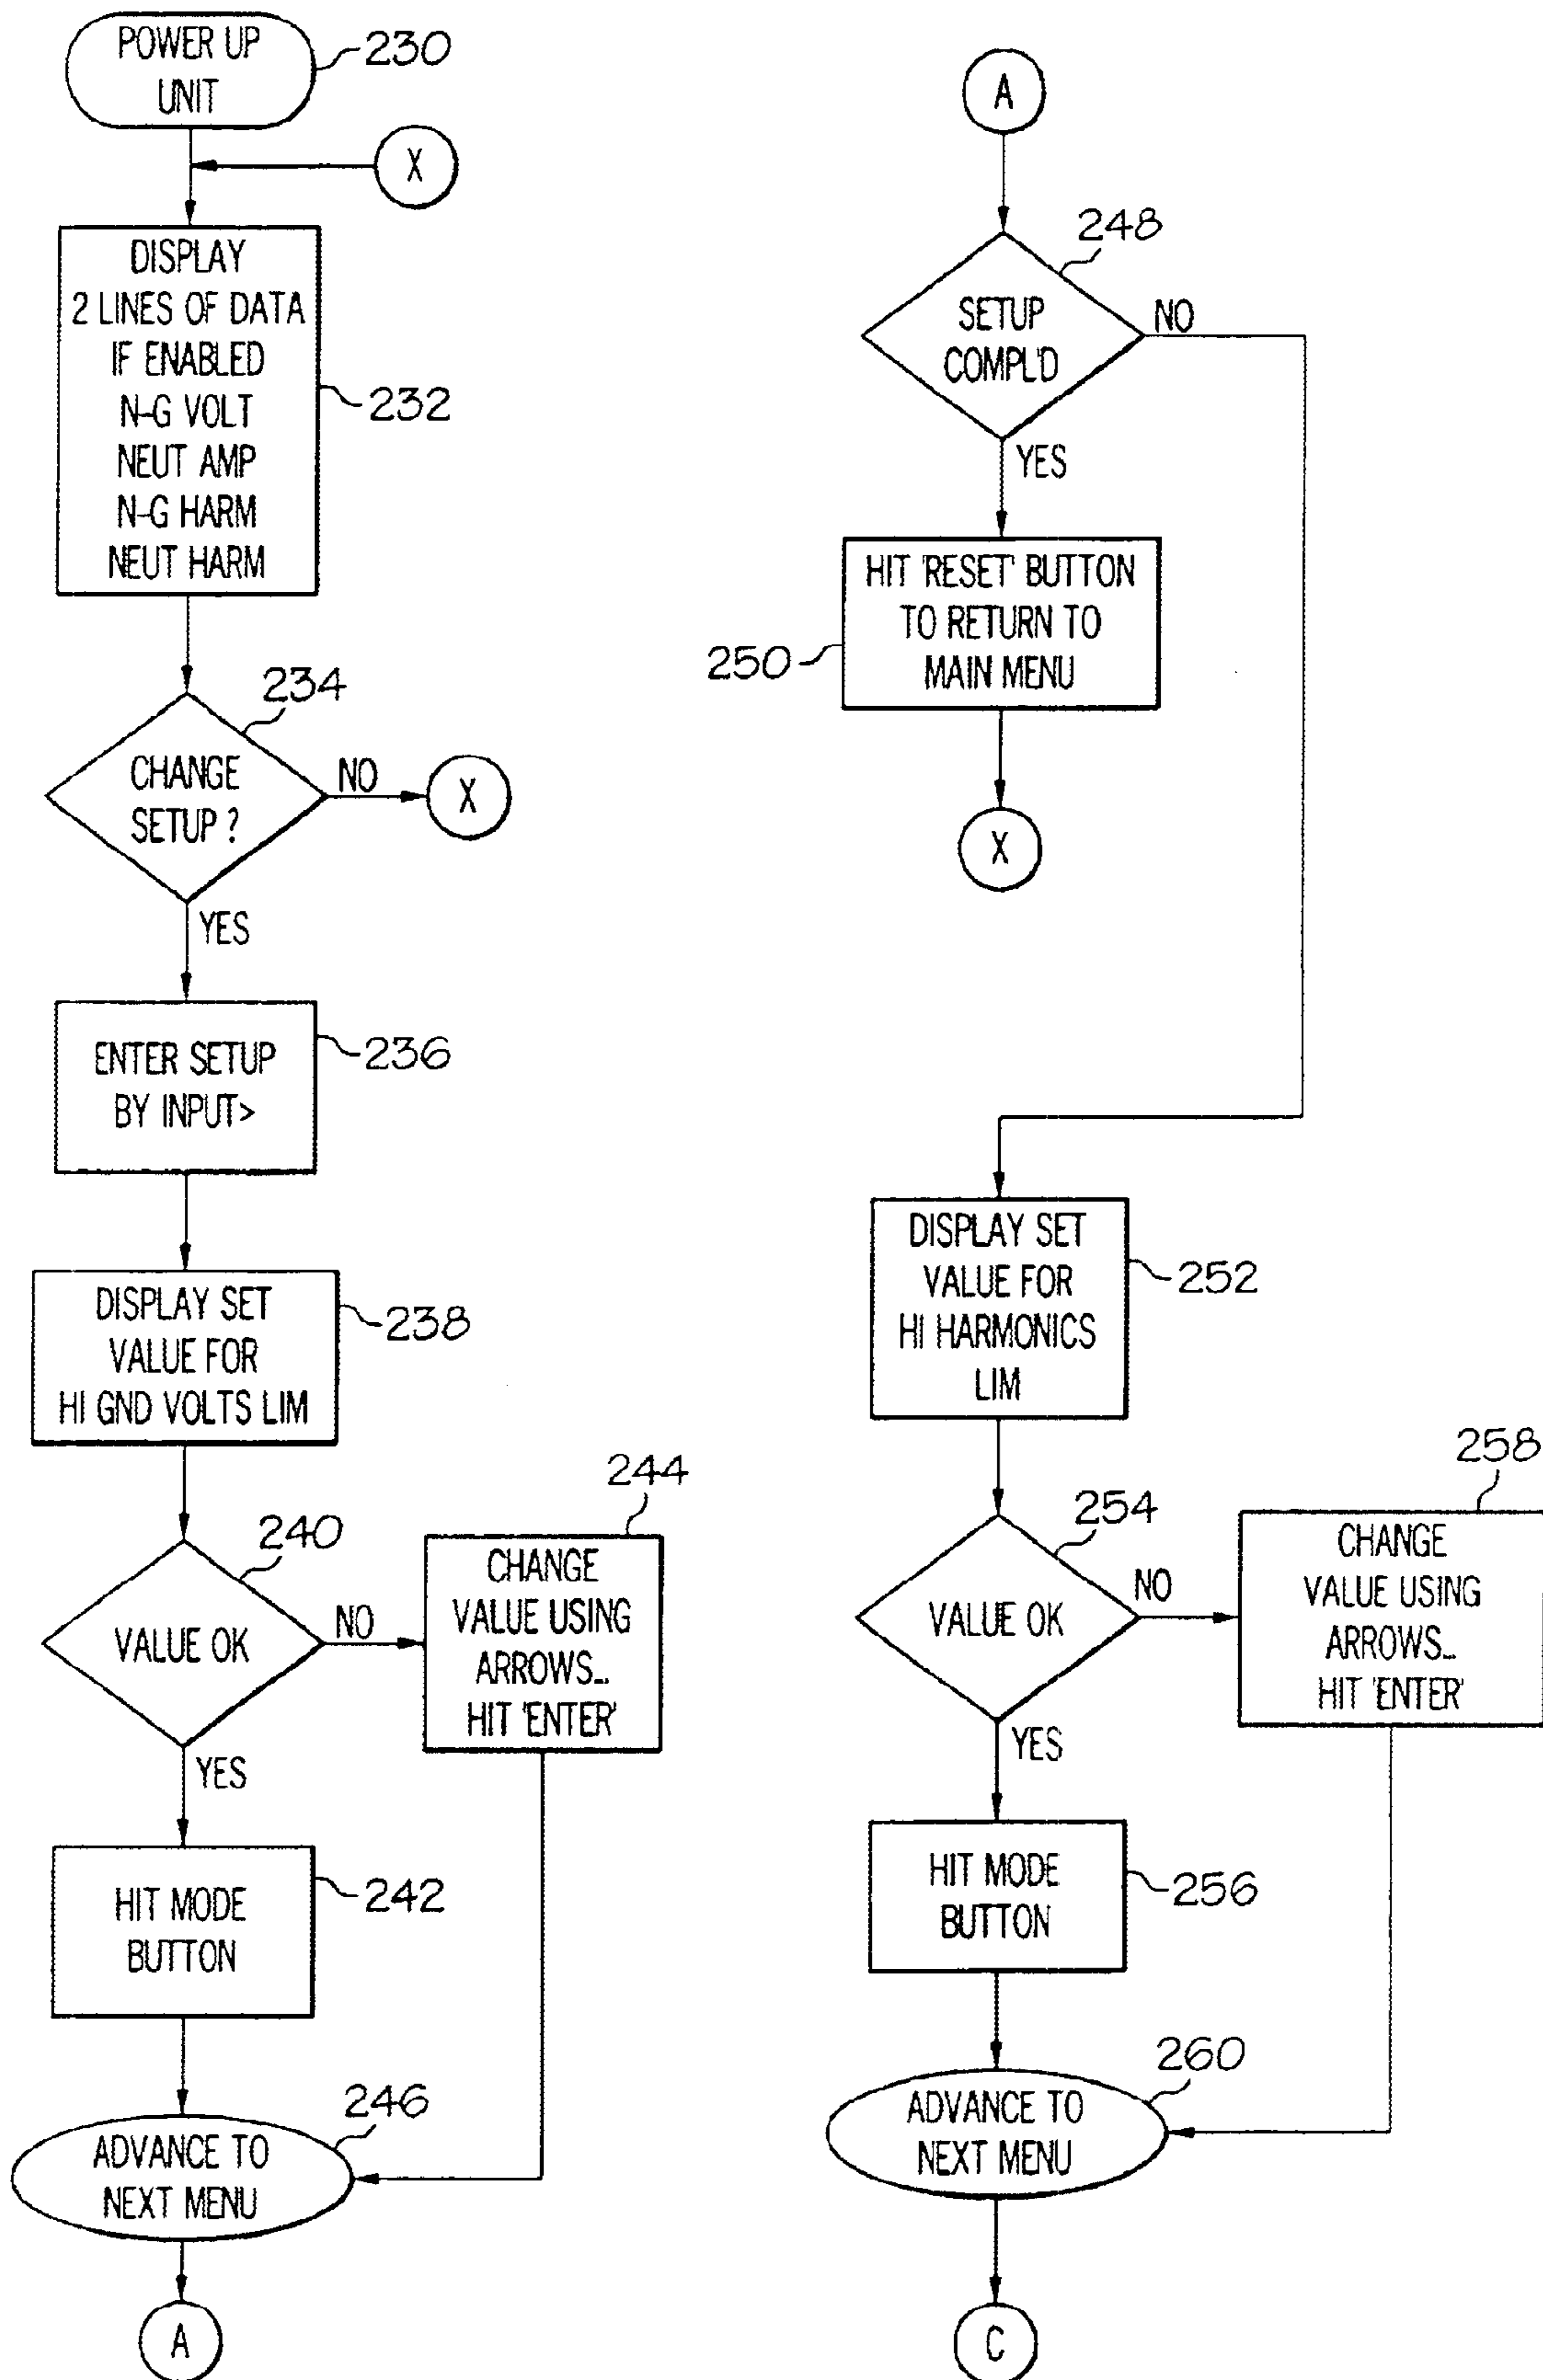 POWER UP
UNIT
230
X
DISPLAY
2 LINES OF DATA
IF ENABLED
N-G VOLT
NEUT AMP
N-G HARM
NEUT HARM
232
234
CHANGE
SETUP ?
NO
X
YES
ENTER SETUP
BY INPUT>
236
DISPLAY SET
VALUE FOR
HI GND VOLTS LIM
238
240
VALUE OK
NO
244
CHANGE
VALUE USING
ARROWS...
HIT 'ENTER'
YES
HIT MODE
BUTTON
242
246
ADVANCE TO
NEXT MENU
A
A
248
SETUP
COMPL'D
NO
YES
HIT 'RESET' BUTTON
TO RETURN TO
MAIN MENU
250
X
DISPLAY SET
VALUE FOR
HI HARMONICS
LIM
252
254
VALUE OK
NO
258
CHANGE
VALUE USING
ARROWS...
HIT 'ENTER'
YES
HIT MODE
BUTTON
256
260
ADVANCE TO
NEXT MENU
C